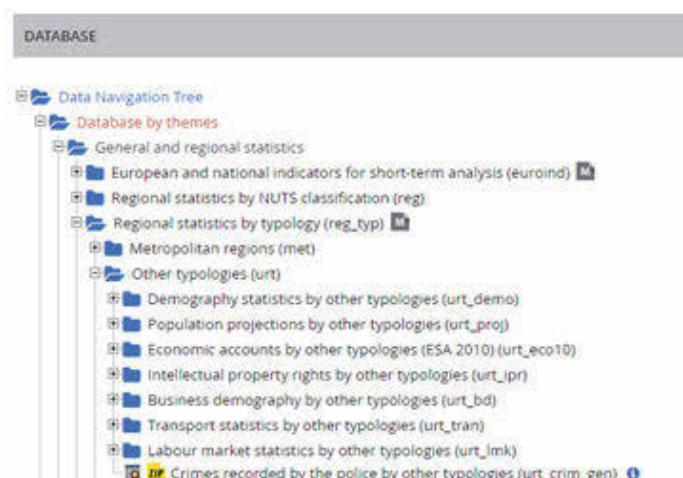 DATABASE
Data Navigation Tree
Database by themes
General and regional statistics
European and national indicators for short-term analysis (euroind) M
Regional statistics by NUTS classification (reg)
Regional statistics by typology (reg_typ) M
Metropolitan regions (met)
Other typologies (urt)
Demography statistics by other typologies (urt_demo)
Population projections by other typologies (urt_proj)
Economic accounts by other typologies (ESA 2010) (urt_eco10)
Intellectual property rights by other typologies (urt_ipr)
Business demography by other typologies (urt_bd)
Transport statistics by other typologies (urt_tran)
Labour market statistics by other typologies (urt_lmk)
ZIP Crimes recorded by the police by other typologies (urt_crim_gen) i